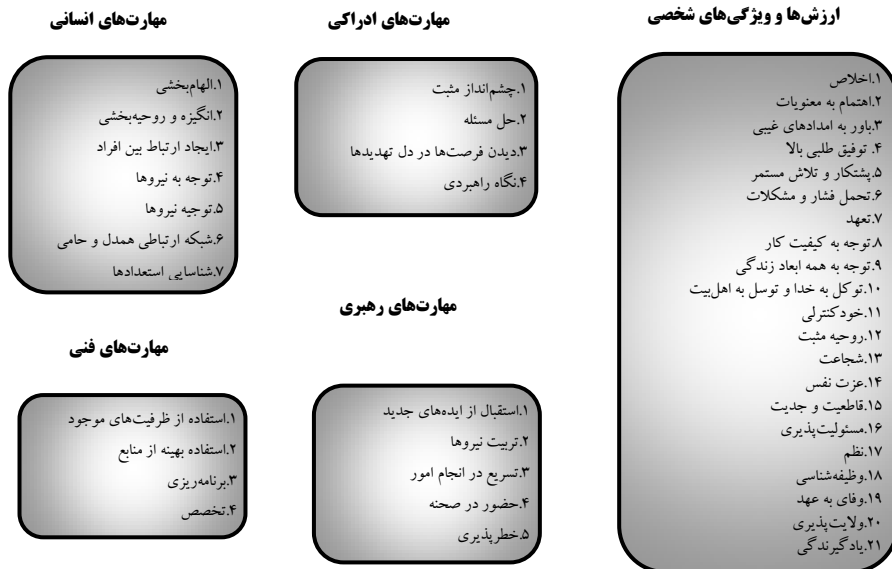 ارزش‌ها و ویژگی‌های شخصی
۱.اخلاص
۲.اهتمام به معنویات
۳.باور به امدادهای غیبی
۴. توفیق طلبی بالا
۵.پشتکار و تلاش مستمر
۶.تحمل فشار و مشکلات
۷.تعهد
۸.توجه به کیفیت کار
۹.توجه به همه ابعاد زندگی
۱۰.توکل به خدا و توسل به اهل‌بیت
۱۱.خودکنترلی
۱۲.روحیه مثبت
۱۳.شجاعت
۱۴.عزت نفس
۱۵.قاطعیت و جدیت
۱۶.مسئولیت‌پذیری
۱۷.نظم
۱۸.وظیفه‌شناسی
۱۹.وفای به عهد
۲۰.ولایت‌پذیری
۲۱.یادگیرندگی
مهارت‌های ادراکی
۱.چشم‌انداز مثبت
۲.حل مسئله
۳.دیدن فرصت‌ها در دل تهدیدها
۴.نگاه راهبردی
مهارت‌های انسانی
۱.الهام‌بخشی
۲.انگیزه و روحیه‌بخشی
۳.ایجاد ارتباط بین افراد
۴.توجه به نیروها
۵.توجیه نیروها
۶.شبکه ارتباطی همدل و حامی
۷.شناسایی استعدادها
مهارت‌های رهبری
۱.استقبال از ایده‌های جدید
۲.تربیت نیروها
۳.تسریع در انجام امور
۴.حضور در صحنه
۵.خطرپذیری
مهارت‌های فنی
۱.استفاده از ظرفیت‌های موجود
۲.استفاده بهینه از منابع
۳.برنامه‌ریزی
۴.تخصص